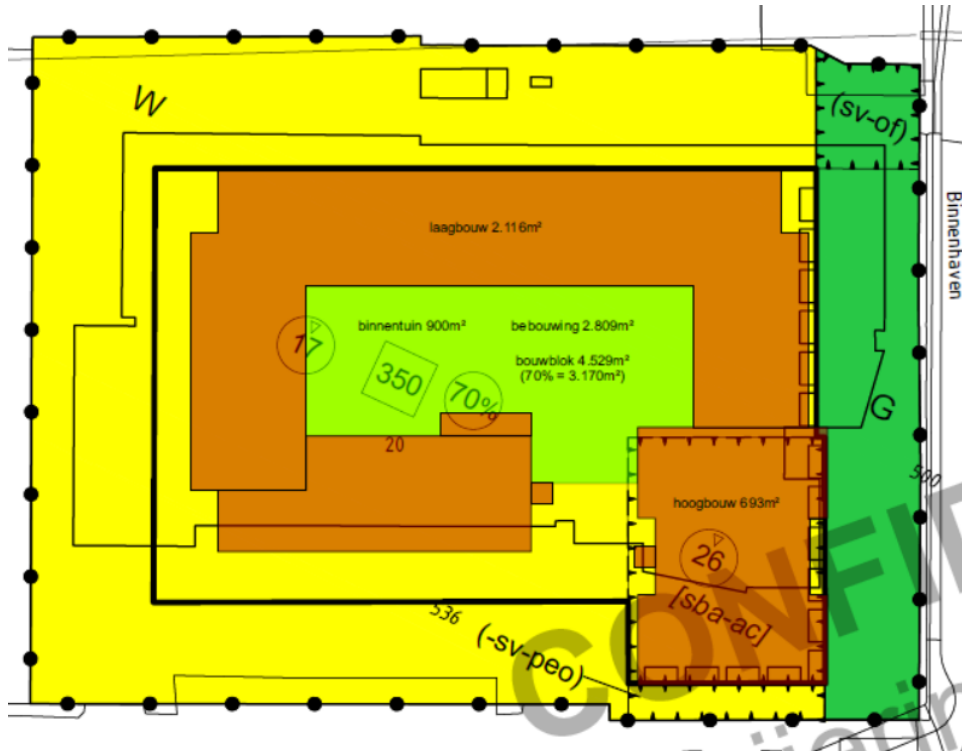 W
(sv-of)
Binnenhaven
laagbouw 2.116m²
binnentuin 900m²
bebouwing 2.809m²
17
bouwblok 4.529m²
(70% = 3.170m²)
350
70%
G
20
500
hoogbouw 693m²
26
[sba-ac]
536
(-sv-peo)